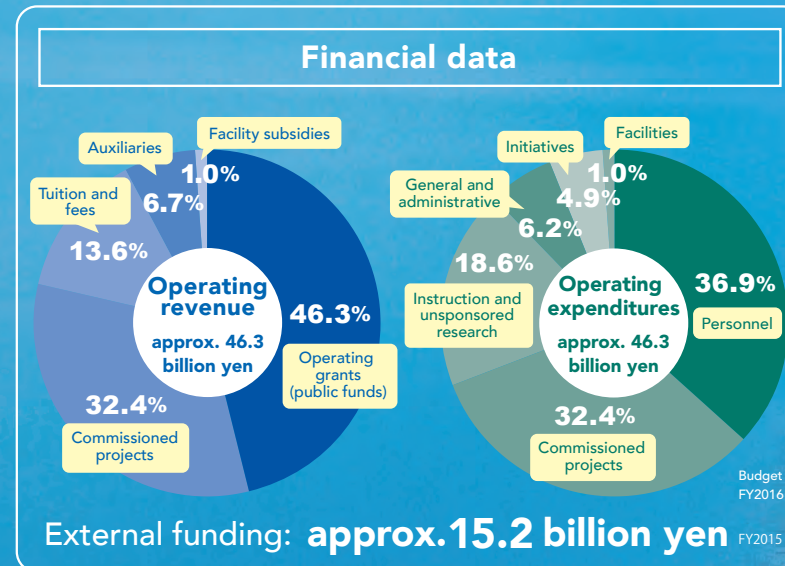 Financial data
Facility subsidies
1.0%
Auxiliaries
6.7%
Tuition and
fees
13.6%
Operating
revenue
approx. 46.3
billion yen
46.3%
Operating
grants
(public funds)
32.4%
Commissioned
projects
Facilities
1.0%
Initiatives
4.9%
General and
administrative
6.2%
18.6%
Instruction and
unsponsored
research
Operating
expenditures
approx. 46.3
billion yen
36.9%
Personnel
32.4%
Commissioned
projects
Budget
FY2016
External funding: approx.15.2 billion yen FY2015